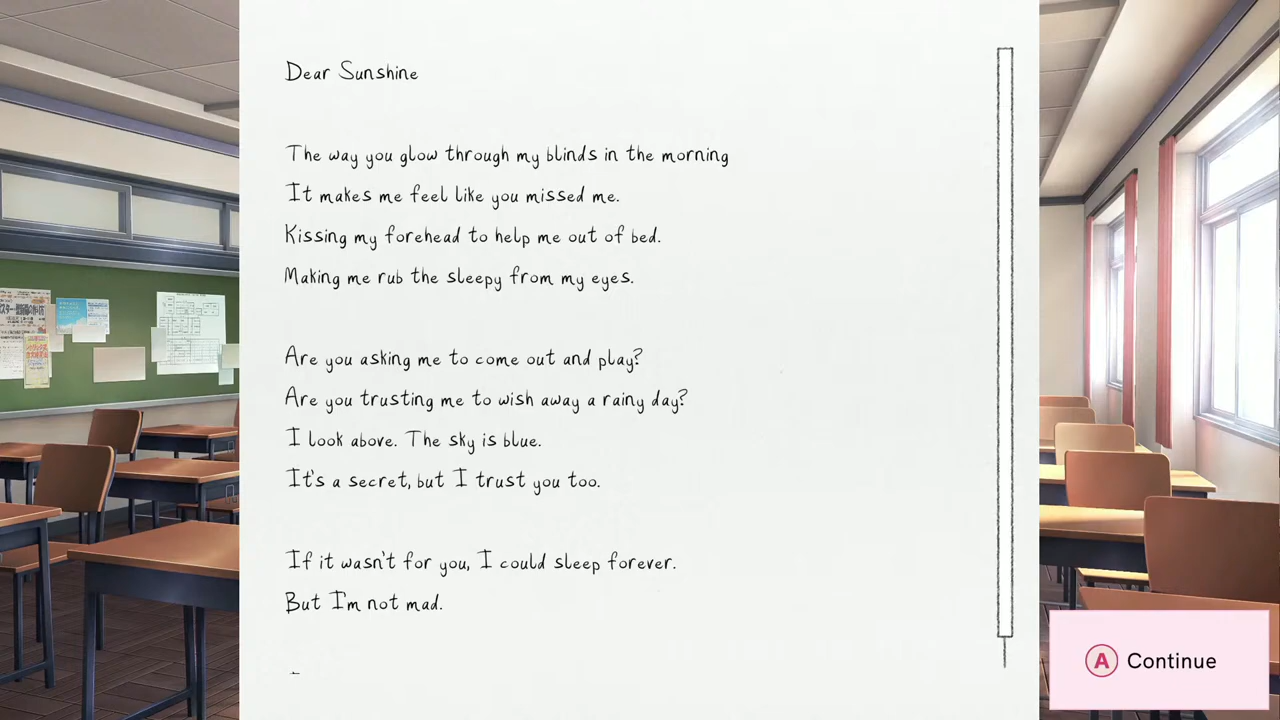 Dear Sunshine
The way you glow through my blinds in the morning
It makes me feel like you missed me.
Kissing my forehead to help me out of bed.
Making me rub the sleepy from my eyes.
Are you asking me to come out and play?
Are you trusting me to wish away a rainy day?
I look above. The sky is blue.
It's a secret, but I trust you too.
If it wasn't for you, I could sleep forever.
But I'm not mad.
A Continue